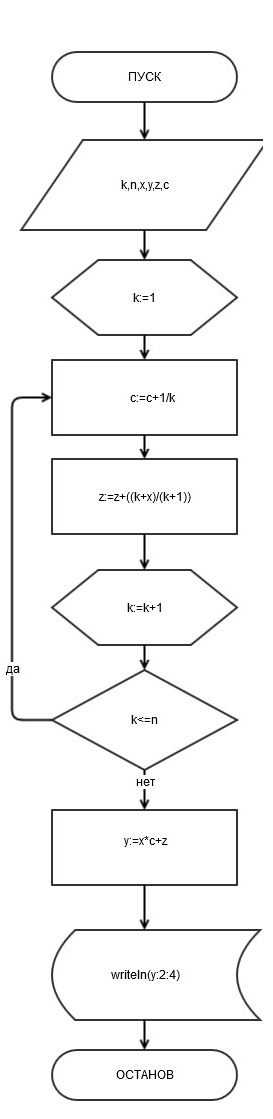 ПУСК
k,n,x,y,z,c
k:=1
c:=c+1/k
z:=z+((k+x)/(k+1))
k:=k+1
k<=n
да
нет
y:=x*c+z
writeln(y:2:4)
ОСТАНОВ